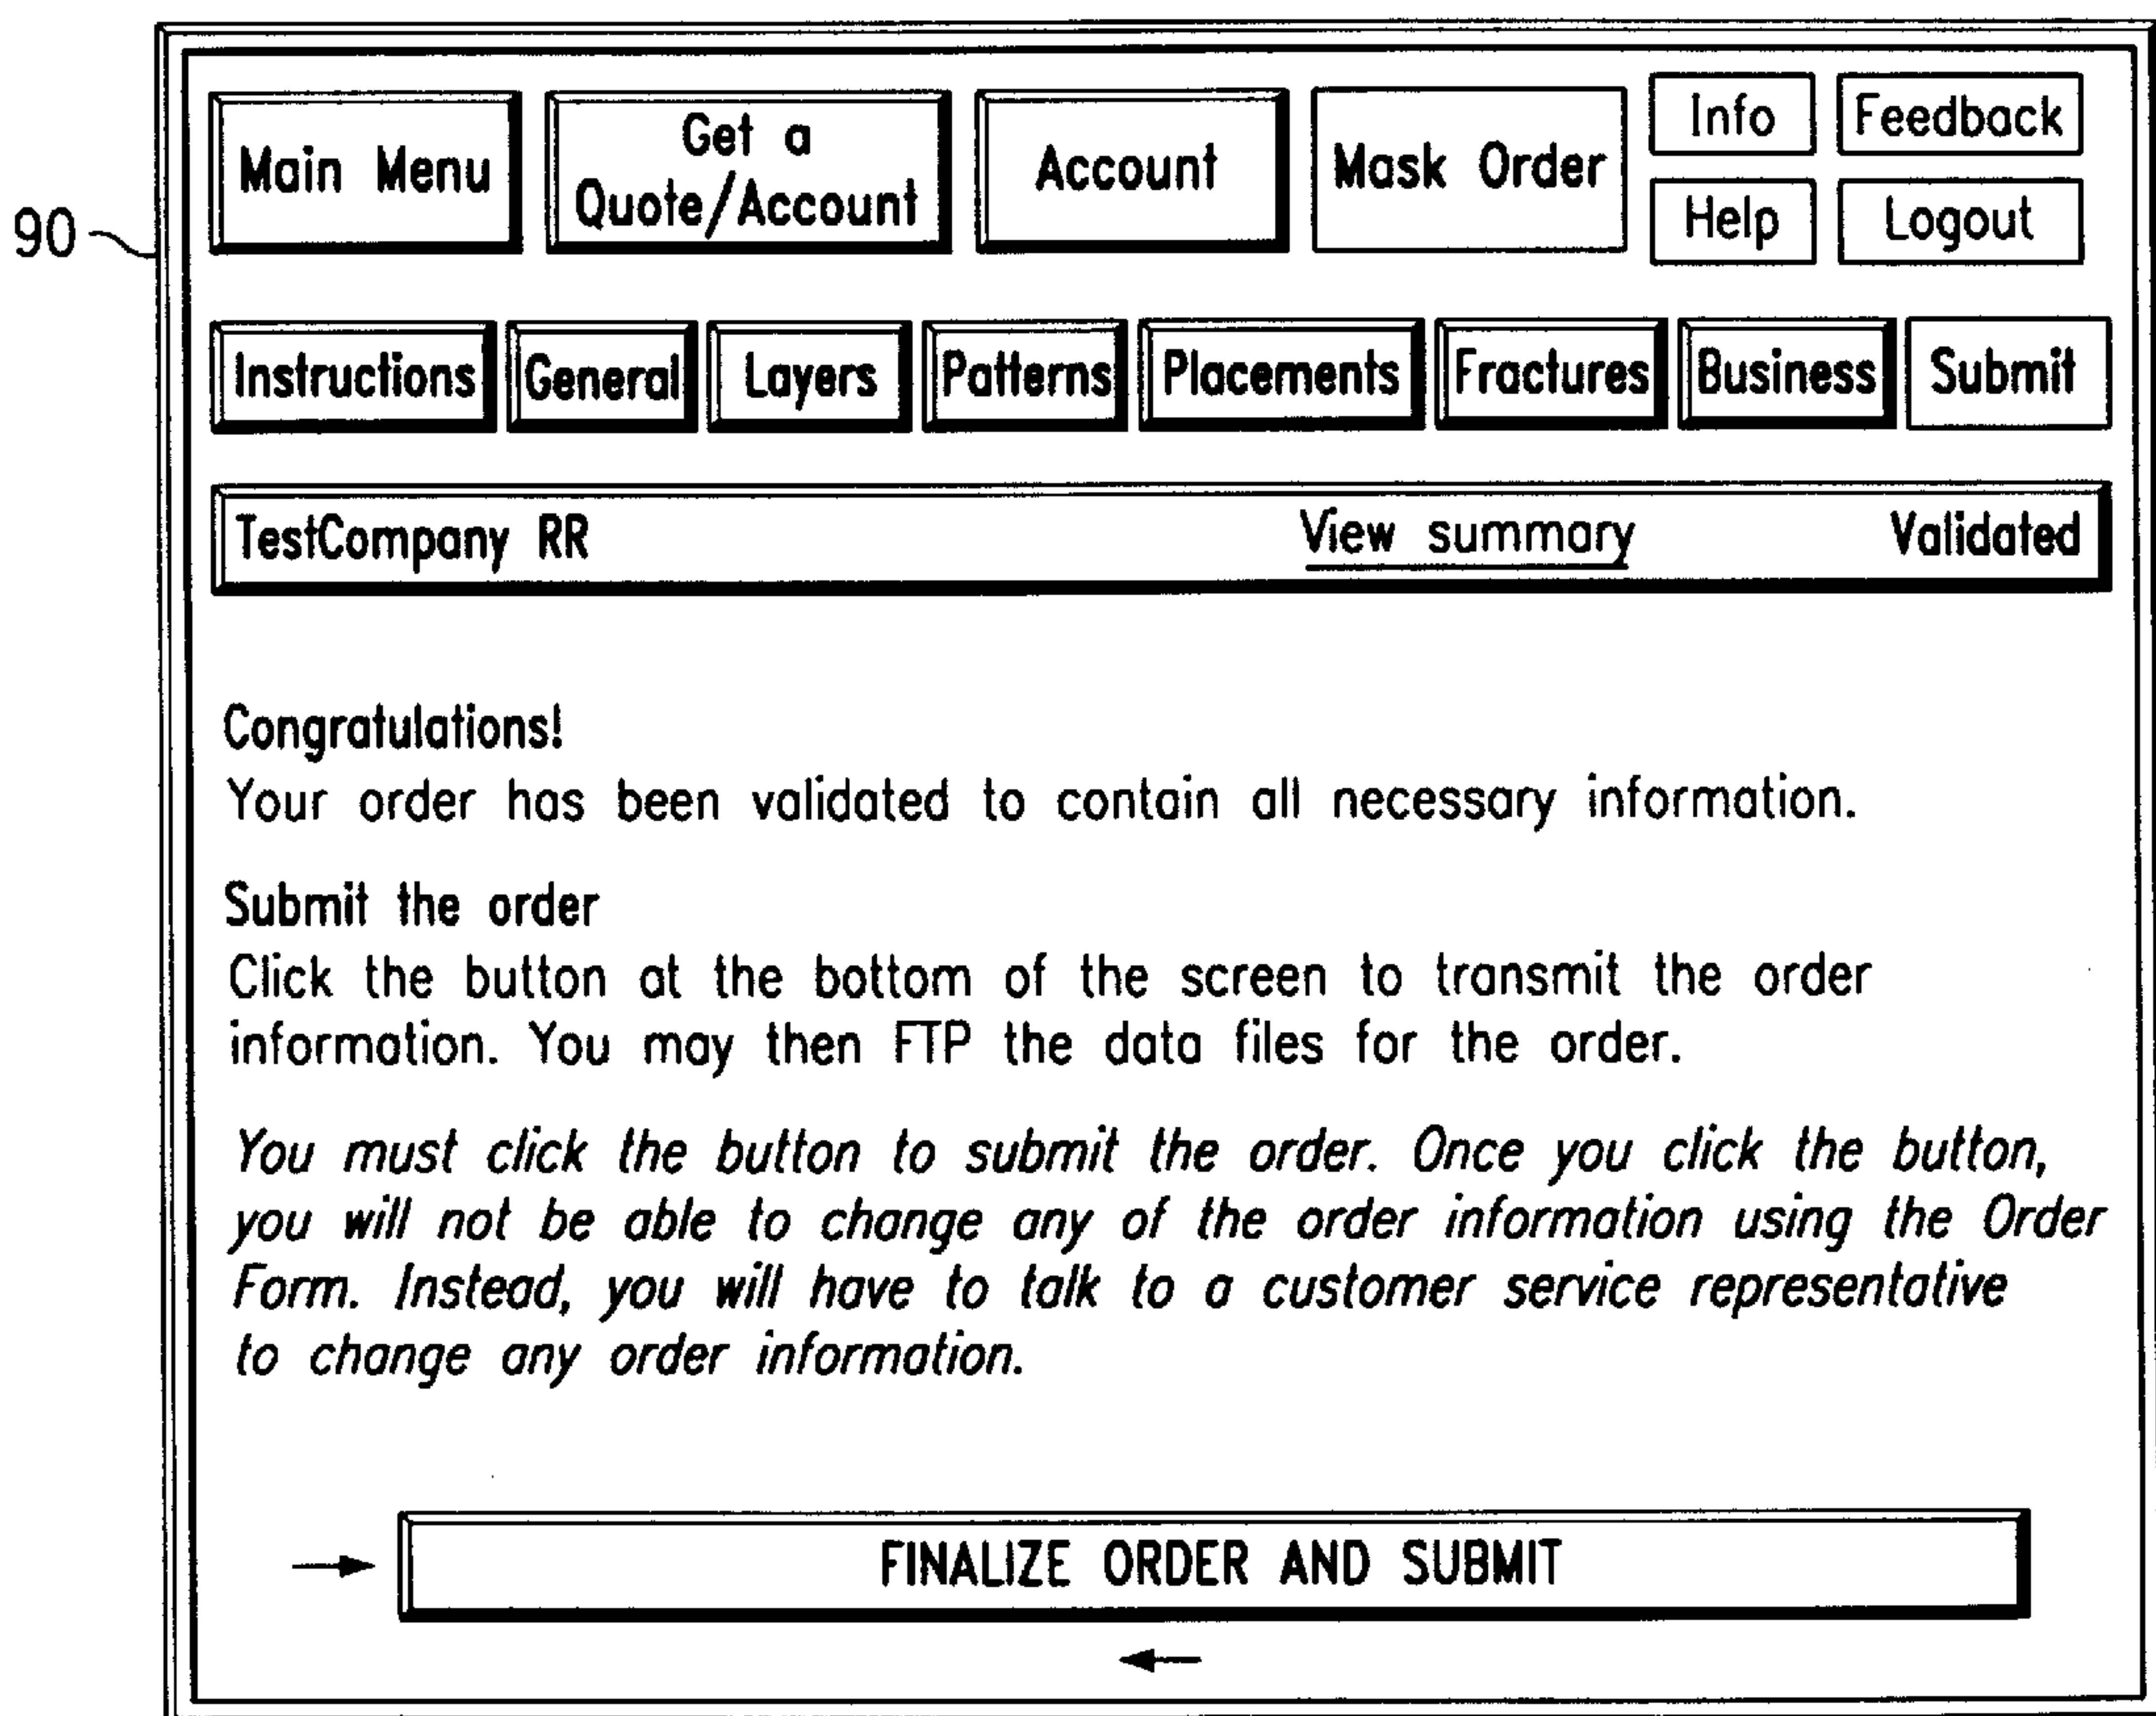 90
Main Menu
Get a
Quote/Account
Account
Mask Order
Info
Feedback
Help
Logout
Instructions
General
Layers
Patterns
Placements
Fractures
Business
Submit
TestCompany RR
View summary
Validated
Congratulations!
Your order has been validated to contain all necessary information.
Submit the order
Click the button at the bottom of the screen to transmit the order
information. You may then FTP the data files for the order.
You must click the button to submit the order. Once you click the button,
you will not be able to change any of the order information using the Order
Form. Instead, you will have to talk to a customer service representative
to change any order information.
FINALIZE ORDER AND SUBMIT